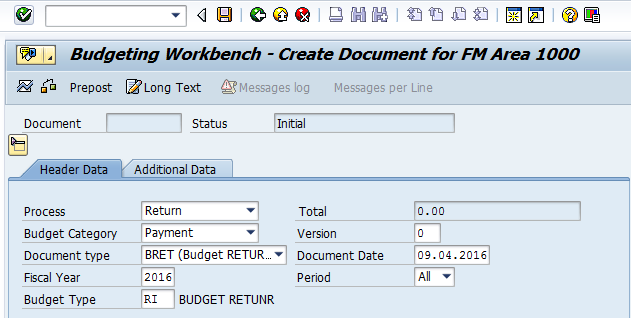 Budgeting Workbench - Create Document for FM Area 1000
Prepost Long Text Messages log Messages per Line
Document Status Initial
Header Data Additional Data
Process Return Total 0.00
Budget Category Payment Version 0
Document type BRET (Budget RETUR... Document Date 09.04.2016
Fiscal Year 2016 Period All
Budget Type RI BUDGET RETUNR